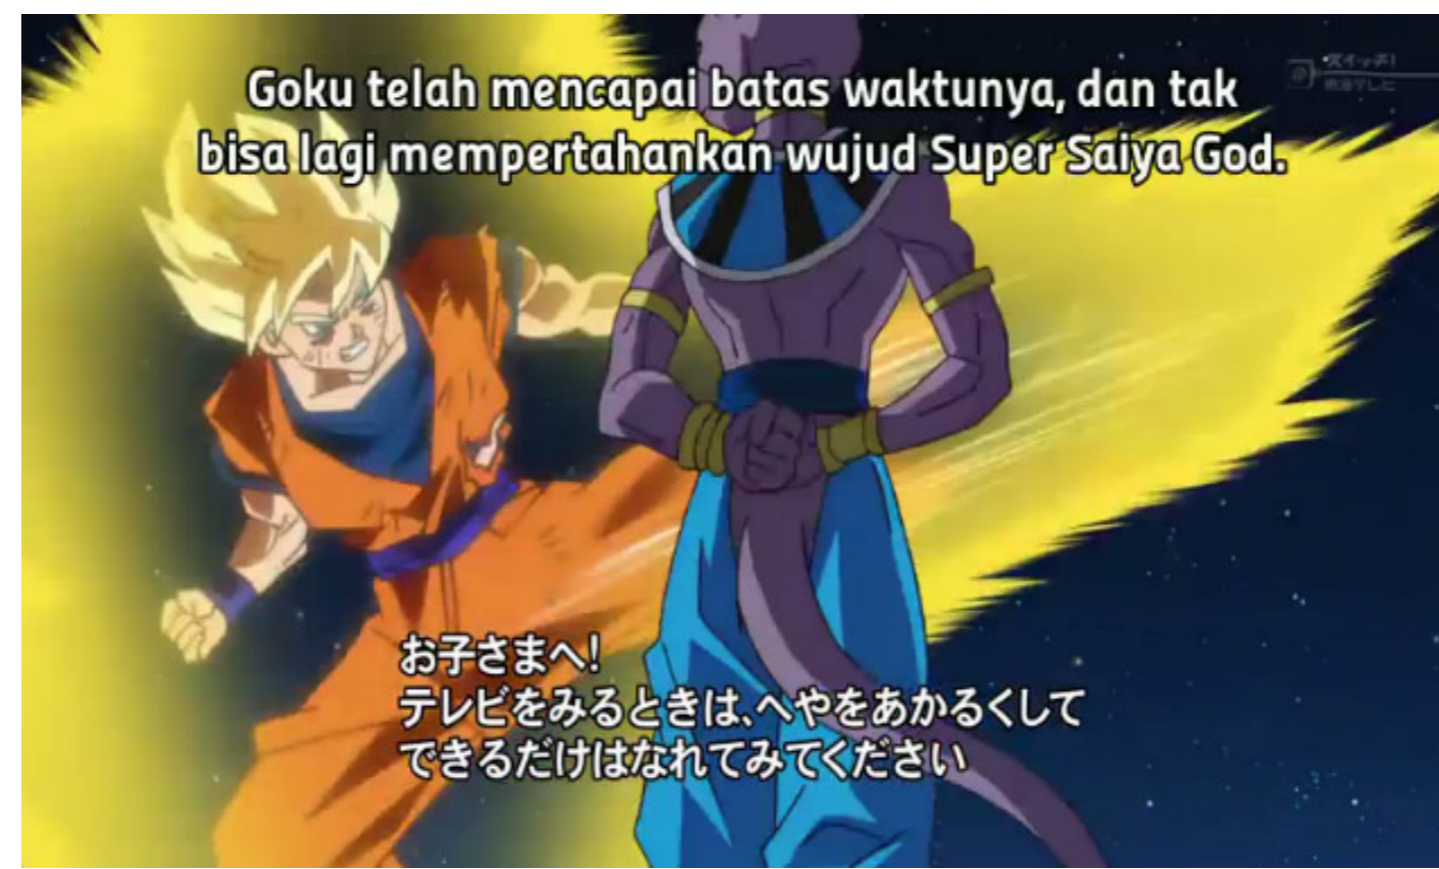 Goku telah mencapai batas waktunya, dan tak
bisa lagi mempertahankan wujud Super Saiya God.
お子さまへ!
テレビをみるときは、へやをあかるくして
できるだけはなれてみてください